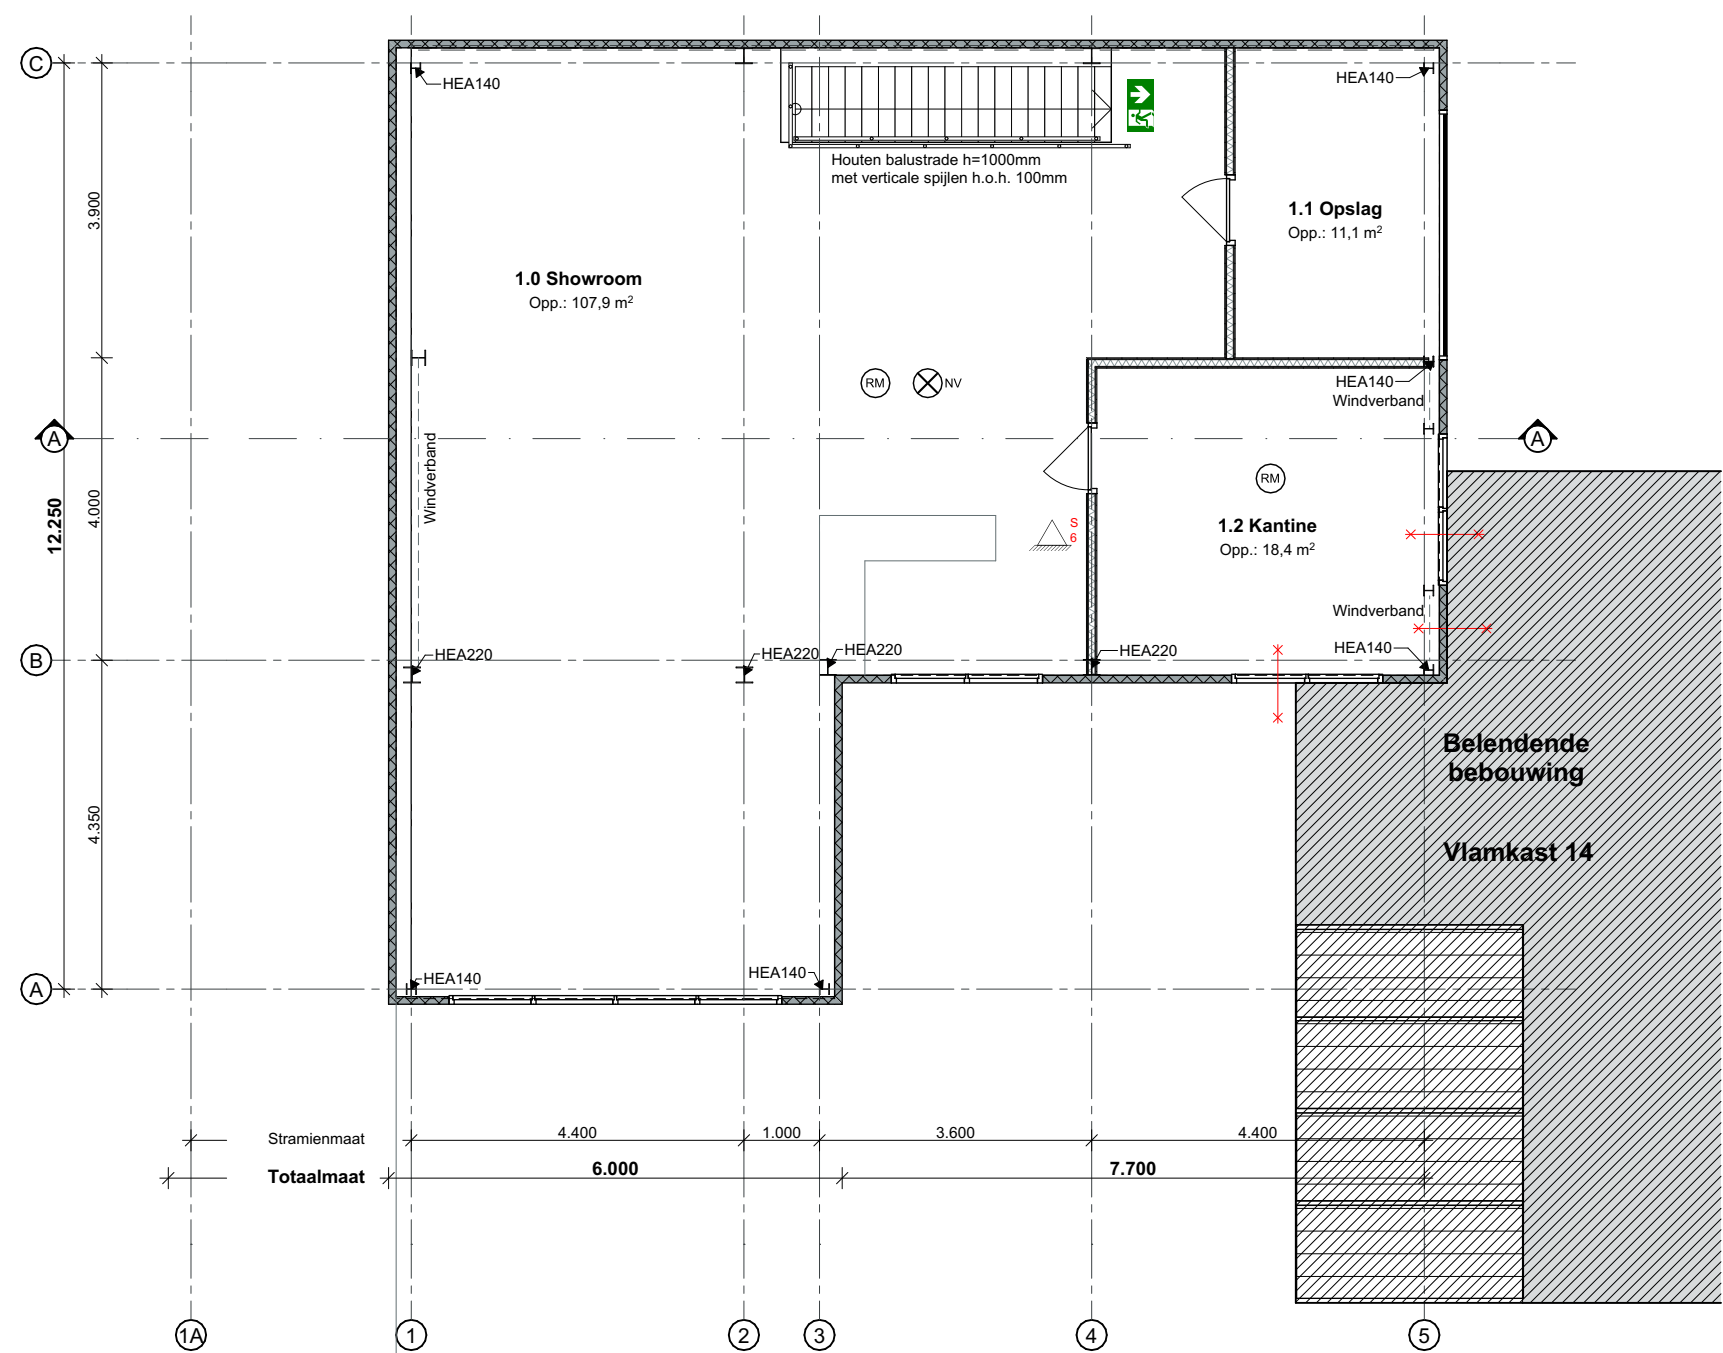 C
HEA140
HEA140
Houten balustrade h=1000mm
met verticale spijlen h.o.h. 100mm
3.900
1.1 Opslag
Opp.: 11,1 m²
1.0 Showroom
Opp.: 107,9 m²
RM
NV
HEA140
Windverband
A
A
Windverband
4.000
12.250
RM
S
6
1.2 Kantine
Opp.: 18,4 m²
Windverband
B
HEA220
HEA220
HEA220
HEA220
HEA140
Belendende
bebouwing
4.350
Vlamkast 14
A
HEA140
HEA140
Stramienmaat
4.400
1.000
3.600
4.400
Totaalmaat
6.000
7.700
1A
1
2
3
4
5